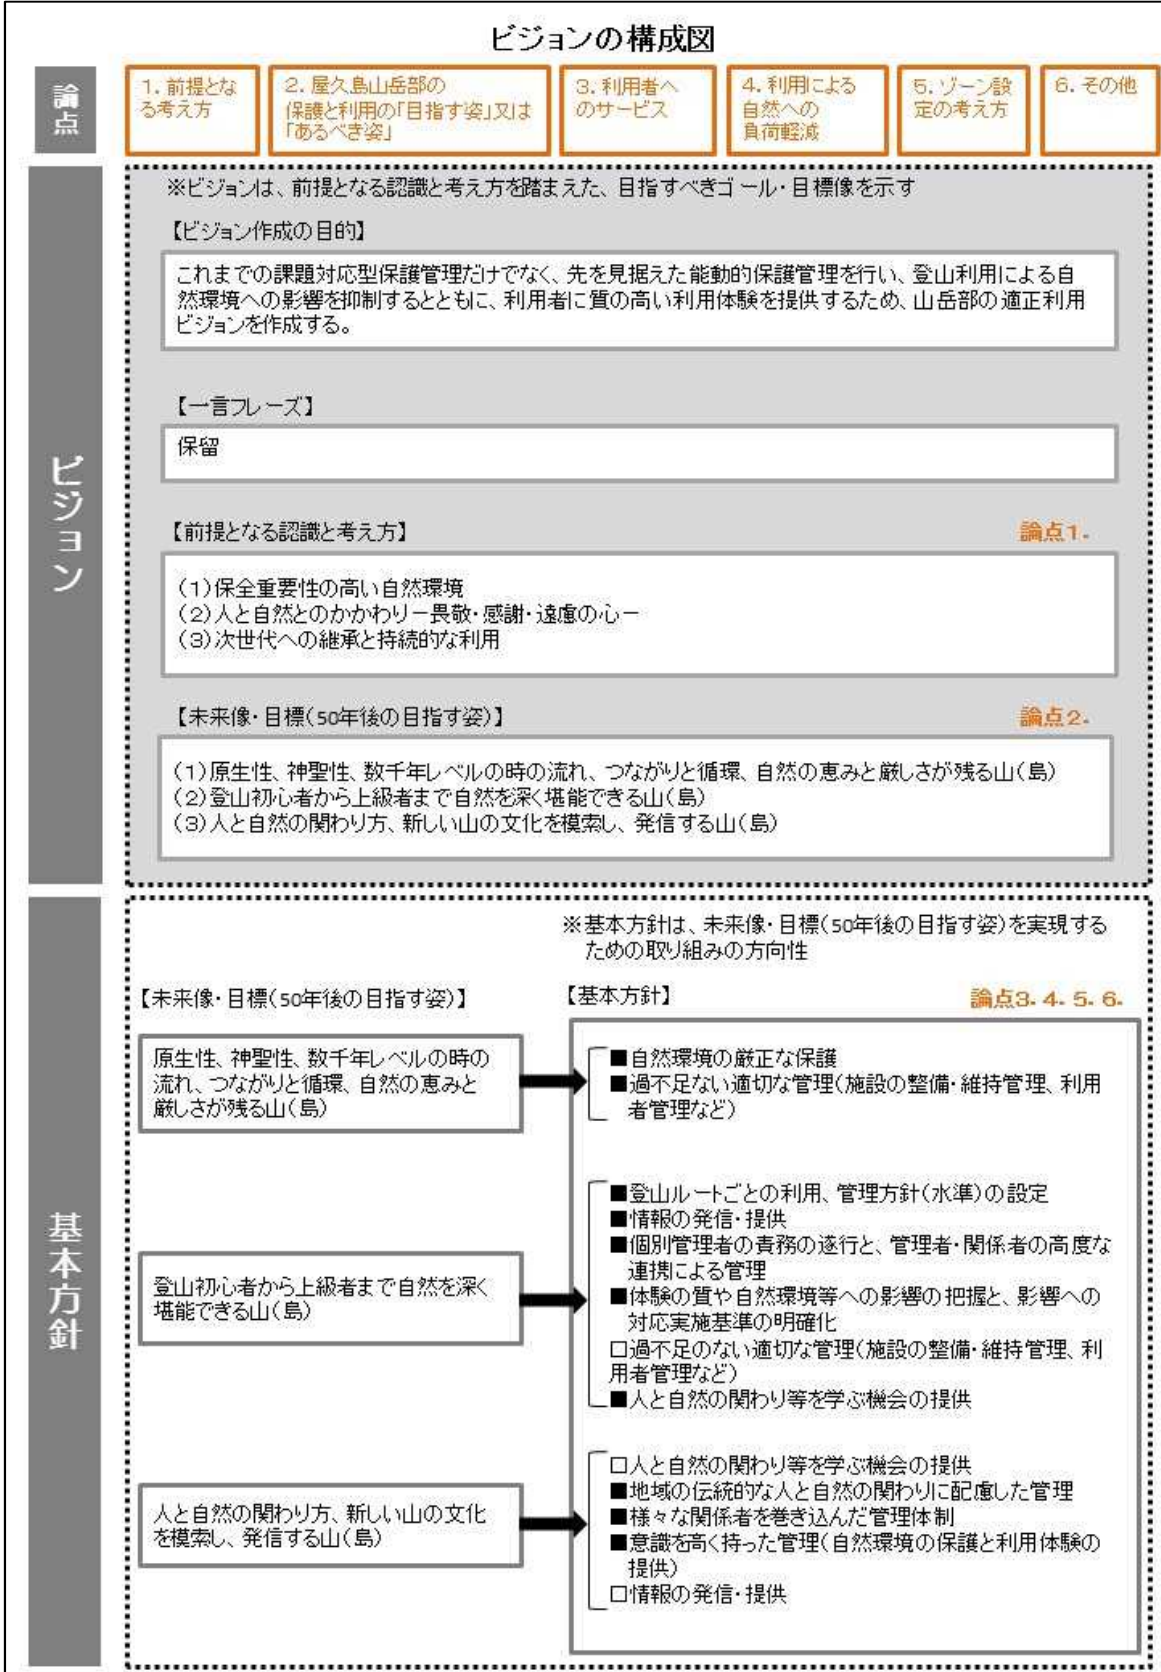 ビジョンの構成図
論点
1. 前提とな
る考え方
2. 屋久島山岳部の
保護と利用の「目指す姿」又は
「あるべき姿」
3. 利用者へ
のサービス
4. 利用による
自然への
負荷軽減
5. ゾーン設
定の考え方
6. その他
ビジョン
※ビジョンは、前提となる認識と考え方を踏まえた、目指すべきゴール・目標像を示す
【ビジョン作成の目的】
これまでの課題対応型保護管理だけでなく、先を見据えた能動的保護管理を行い、登山利用による自
然環境への影響を抑制するとともに、利用者に質の高い利用体験を提供するため、山岳部の適正利用
ビジョンを作成する。
【一言フレーズ】
保留
【前提となる認識と考え方】
論点1.
(1)保全重要性の高い自然環境
(2)人と自然とのかかわりー畏敬・感謝・遠慮の心ー
(3)次世代への継承と持続的な利用
【未来像・目標(50年後の目指す姿)】
論点2.
(1)原生性、神聖性、数千年レベルの時の流れ、つながりと循環、自然の恵みと厳しさが残る山(島)
(2)登山初心者から上級者まで自然を深く堪能できる山(島)
(3)人と自然の関わり方、新しい山の文化を模索し、発信する山(島)
基本方針
※基本方針は、未来像・目標(50年後の目指す姿)を実現する
ための取り組みの方向性
【未来像・目標(50年後の目指す姿)】
【基本方針】
論点3. 4. 5. 6.
原生性、神聖性、数千年レベルの時の
流れ、つながりと循環、自然の恵みと
厳しさが残る山(島)
■自然環境の厳正な保護
■過不足ない適切な管理(施設の整備・維持管理、利用
者管理など)
登山初心者から上級者まで自然を深く
堪能できる山(島)
■登山ルートごとの利用、管理方針(水準)の設定
■情報の発信・提供
■個別管理者の責務の遂行と、管理者・関係者の高度な
連携による管理
■体験の質や自然環境等への影響の把握と、影響への
対応実施基準の明確化
□過不足のない適切な管理(施設の整備・維持管理、利
用者管理など)
■人と自然の関わり等を学ぶ機会の提供
人と自然の関わり方、新しい山の文化
を模索し、発信する山(島)
□人と自然の関わり等を学ぶ機会の提供
■地域の伝統的な人と自然の関わりに配慮した管理
■様々な関係者を巻き込んだ管理体制
■意識を高く持った管理(自然環境の保護と利用体験の
提供)
□情報の発信・提供